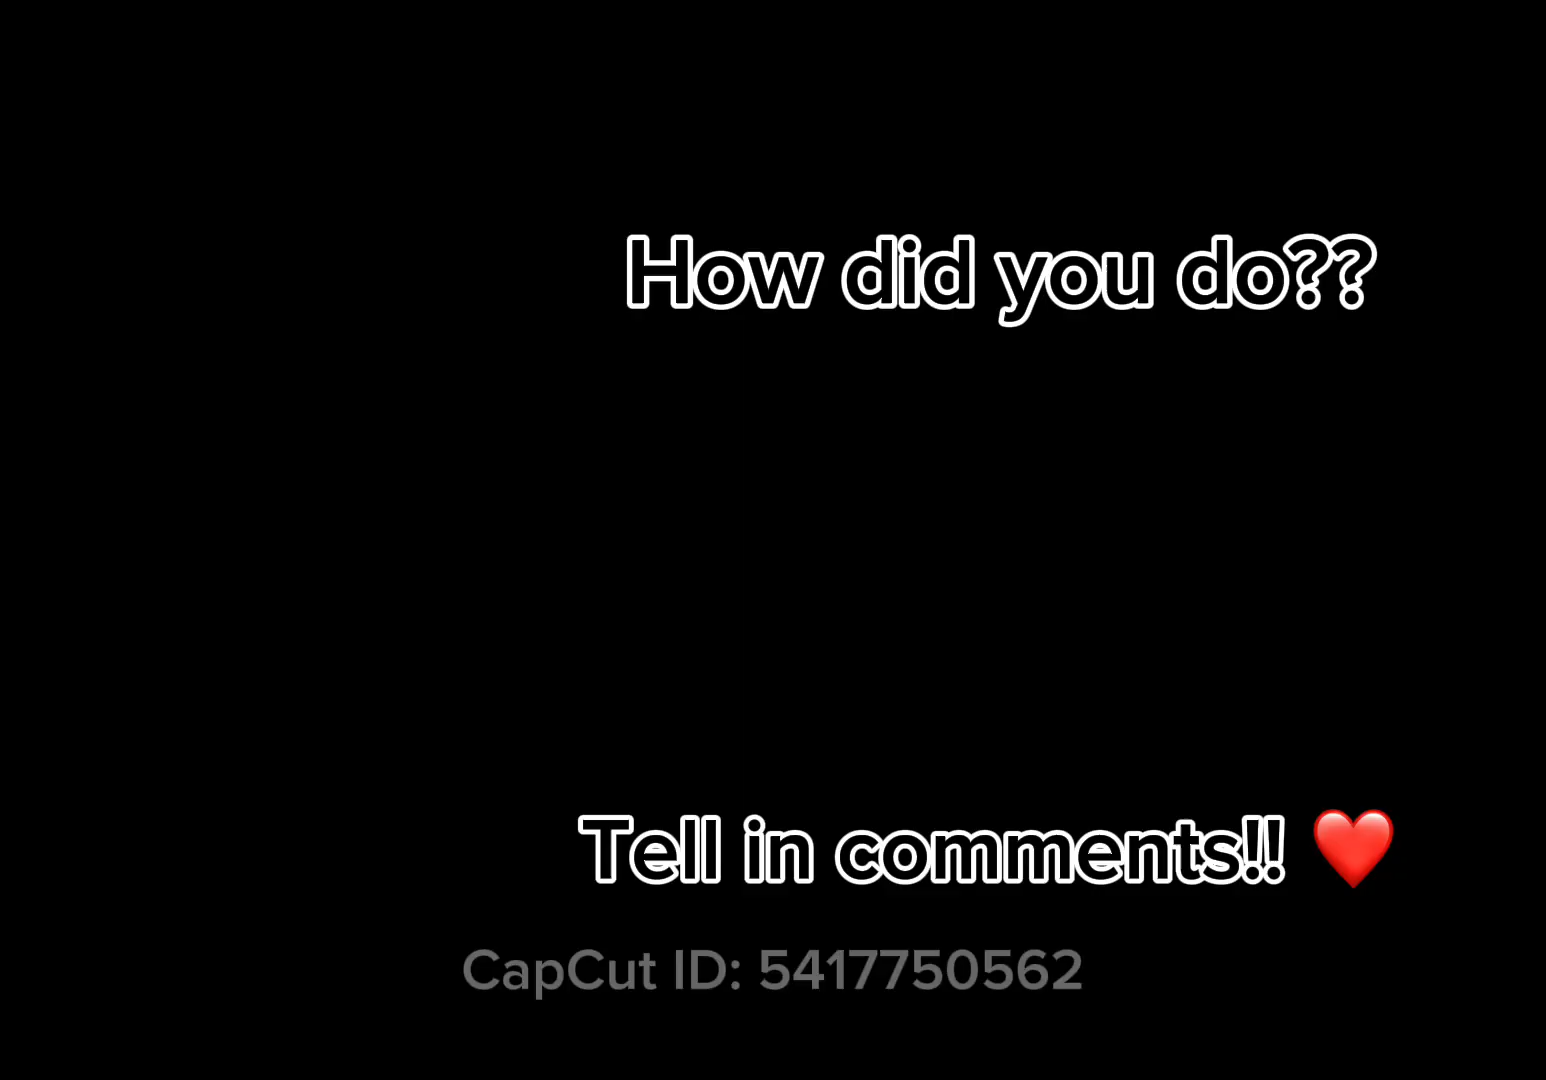 How did you do??
Tell in comments!! ❤️
CapCut ID: 5417750562